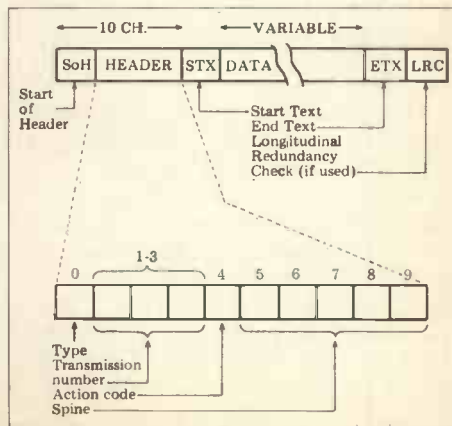 10 CH. VARIABLE
SoH HEADER STX DATA ETX LRC
Start
of
Header
Start Text
End Text
Longitudinal
Redundancy
Check (if used)
1-3
0 4 5 6 7 8 9
Type
Transmission
number
Action code
Spine